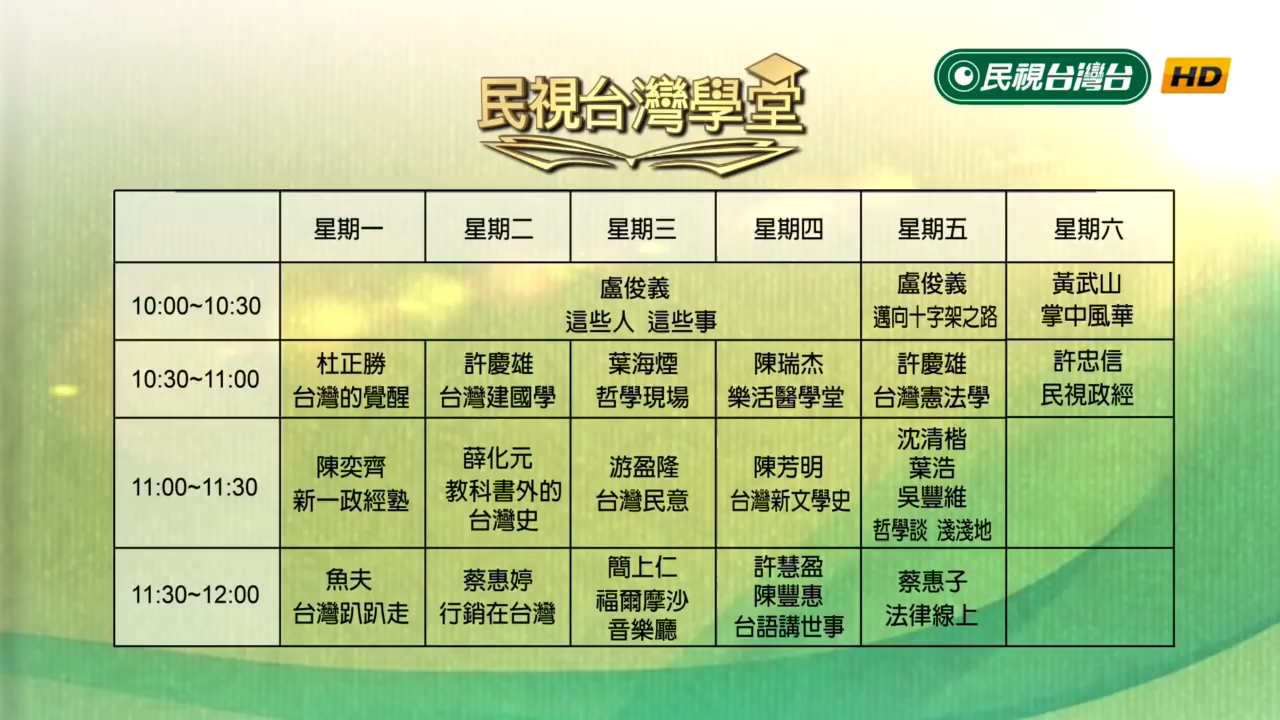 民視台灣學堂
民視台灣台 HD
星期一 星期二 星期三 星期四 星期五 星期六
10:00~10:30
盧俊義
這些人 這些事
盧俊義
邁向十字架之路
黃武山
掌中風華
10:30~11:00
杜正勝
台灣的覺醒
許慶雄
台灣建國學
葉海煙
哲學現場
陳瑞杰
樂活醫學堂
許慶雄
台灣憲法學
許忠信
民視政經
11:00~11:30
陳奕齊
新一政經塾
薛化元
教科書外的
台灣史
游盈隆
台灣民意
陳芳明
台灣新文學史
沈清楷
葉浩
吳豐維
哲學談 淺淺地
11:30~12:00
魚夫
台灣趴趴走
蔡惠婷
行銷在台灣
簡上仁
福爾摩沙
音樂廳
許慧盈
陳豐惠
台語講世事
蔡惠子
法律線上